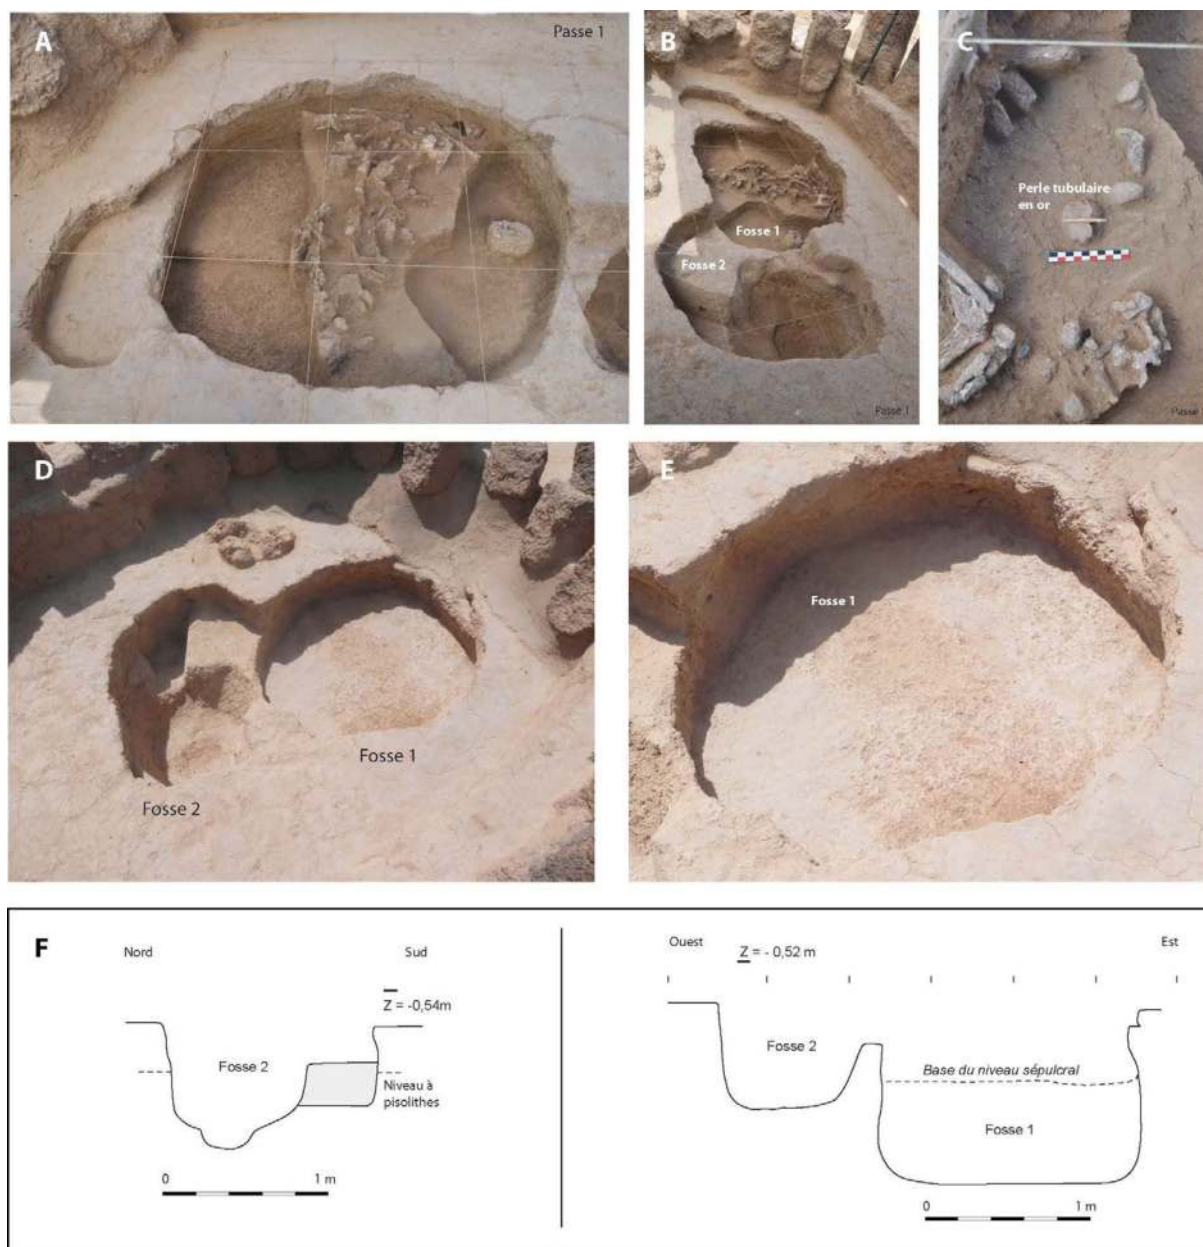 A
Passe 1
B
Fosse 1
Fosse 2
Passe 1
C
Perle tubulaire
en or
Passe
D
Fosse 1
Fosse 2
E
Fosse 1
F
Nord
Sud
Z = -0,54m
Fosse 2
Niveau à
pisolithes
0
1 m
Ouest
Z = - 0,52 m
Est
Fosse 2
Base du niveau sépulcral
Fosse 1
0
1 m